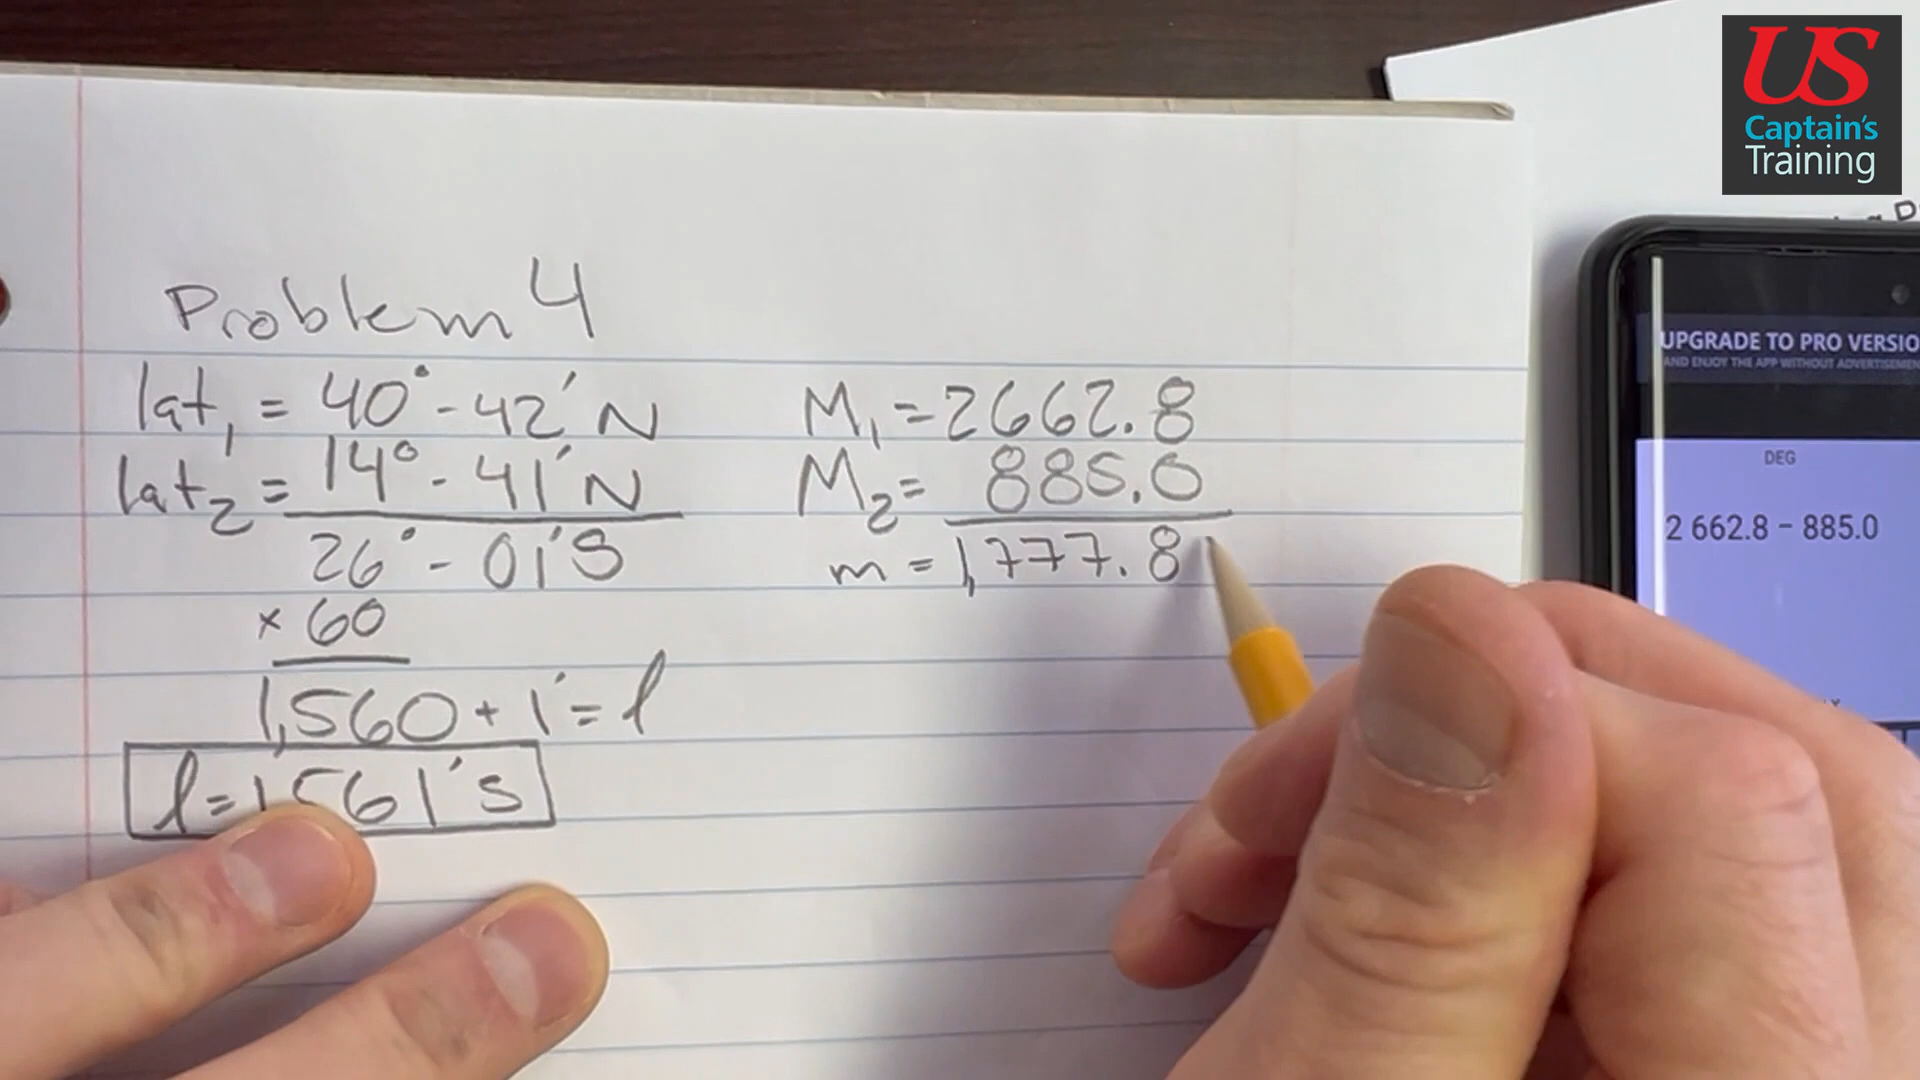 US
Captain's
Training
Problem 4
lat₁ = 40° - 42' N
lat₂ = 14° - 41' N
26° - 01' S
× 60
1,560 + 1' = l
l = 1561' S
M₁ = 2662.8
M₂ = 885.0
m = 1,777.8
UPGRADE TO PRO VERSIO
AND ENJOY THE APP WITHOUT ADVERTISEMEN
DEG
2 662.8 − 885.0